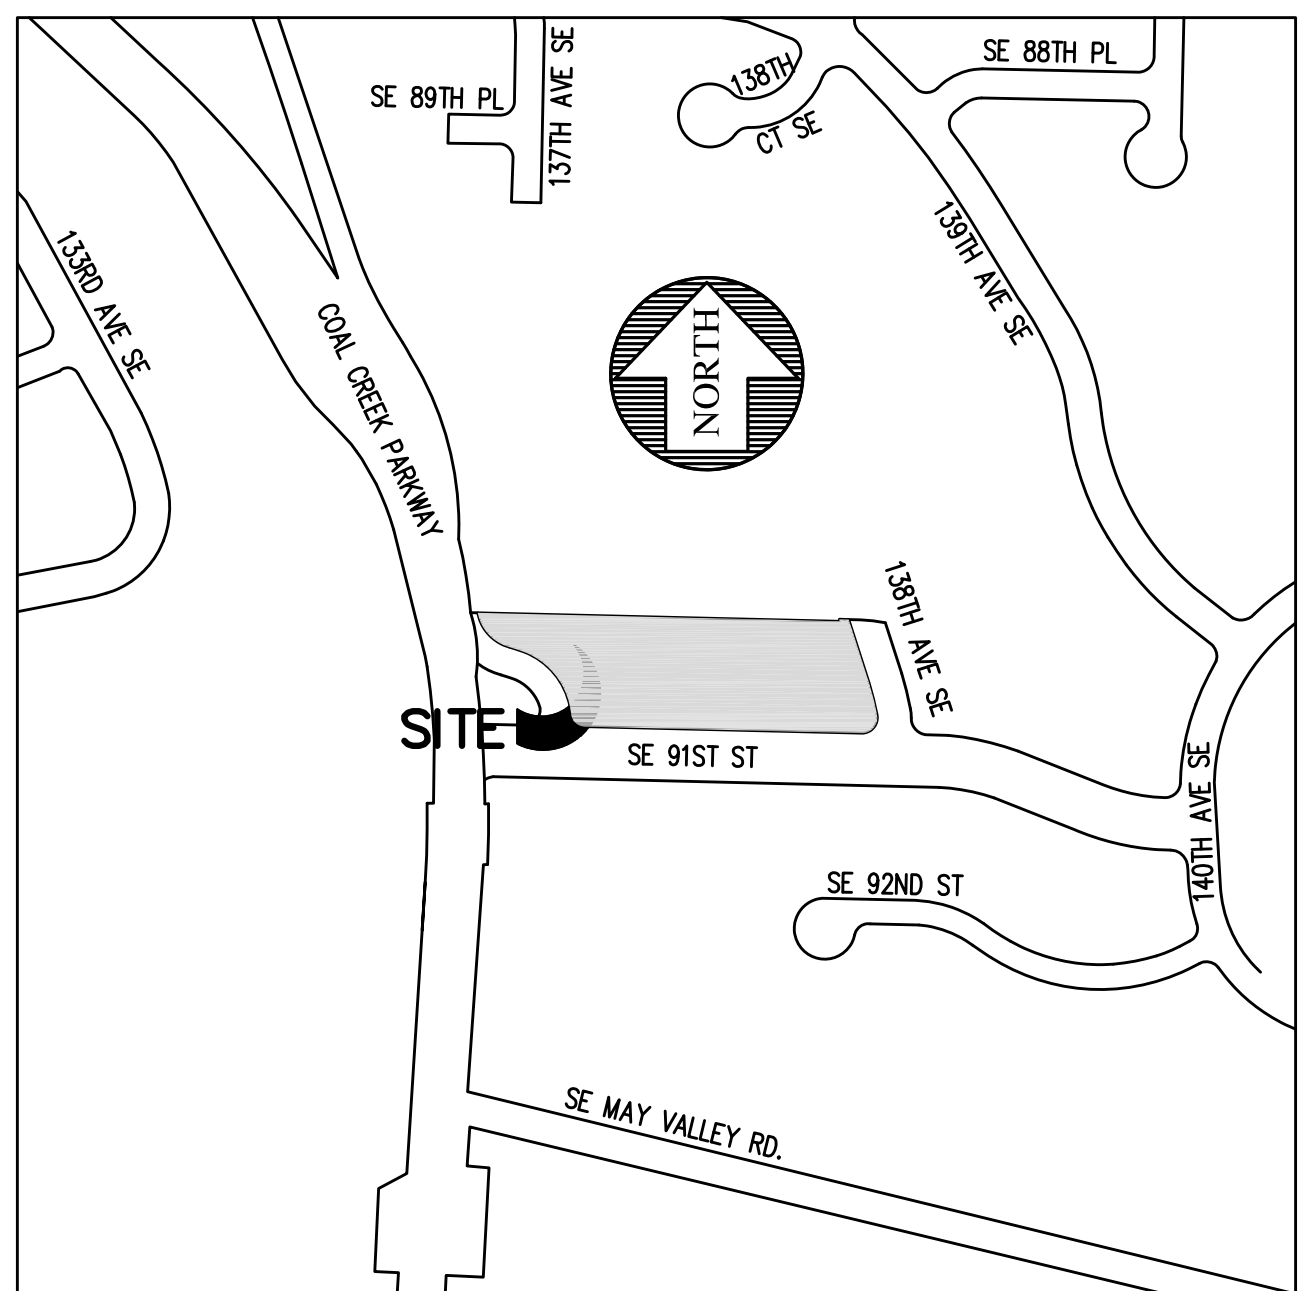 SE 88TH PL
137TH AVE SE
138TH
SE 89TH PL
CT SE
133RD AVE SE
139TH AVE SE
COAL CREEK PARKWAY
NORTH
138TH AVE SE
SITE
SE 91ST ST
140TH AVE SE
SE 92ND ST
SE MAY VALLEY RD.